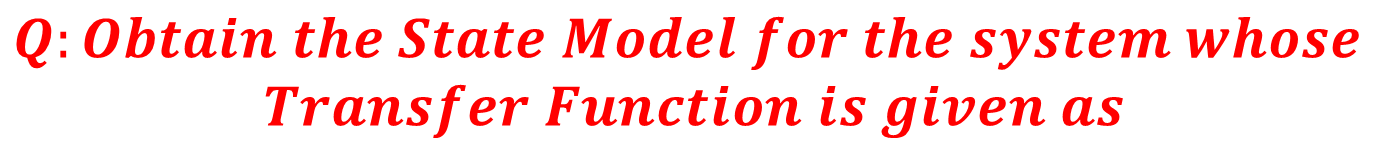 Q: Obtain the State Model for the system whose
Transfer Function is given as